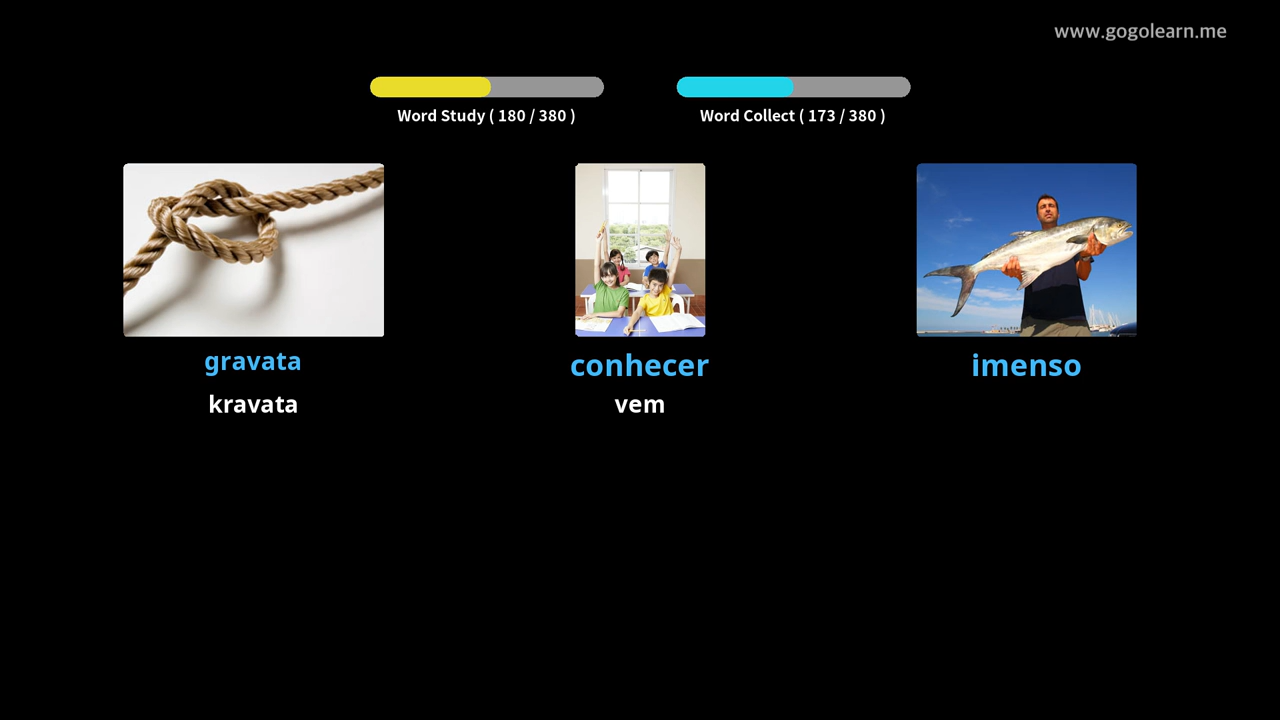 www.gogolearn.me
Word Study ( 180 / 380 )
Word Collect ( 173 / 380 )
gravata
conhecer
imenso
kravata
vem